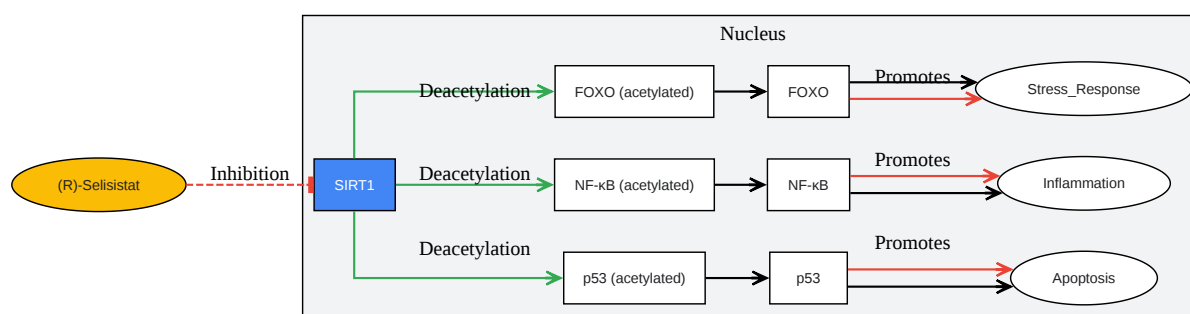 Nucleus
Deacetylation
FOXO (acetylated)
FOXO
Promotes
Stress_Response
(R)-Selisistat
Inhibition
SIRT1
Deacetylation
NF-κB (acetylated)
NF-κB
Promotes
Inflammation
Deacetylation
p53 (acetylated)
p53
Promotes
Apoptosis